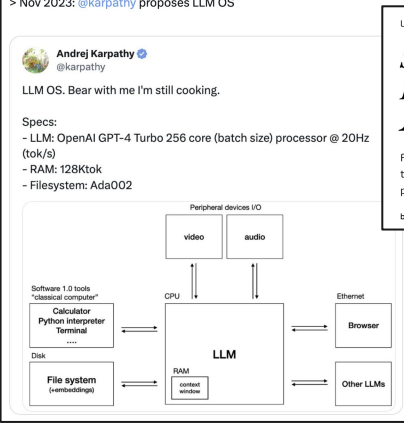 > Nov 2023: @karpathy proposes LLM OS
Andrej Karpathy
@karpathy
LLM OS. Bear with me I'm still cooking.
Specs:
- LLM: OpenAI GPT-4 Turbo 256 core (batch size) processor @ 20Hz
(tok/s)
- RAM: 128Ktok
- Filesystem: Ada002
Peripheral devices I/O
video
audio
Software 1.0 tools
"classical computer"
CPU
Ethernet
Calculator
Python interpreter
Terminal
....
Browser
LLM
Disk
RAM
File system
(+embeddings)
context
window
Other LLMs